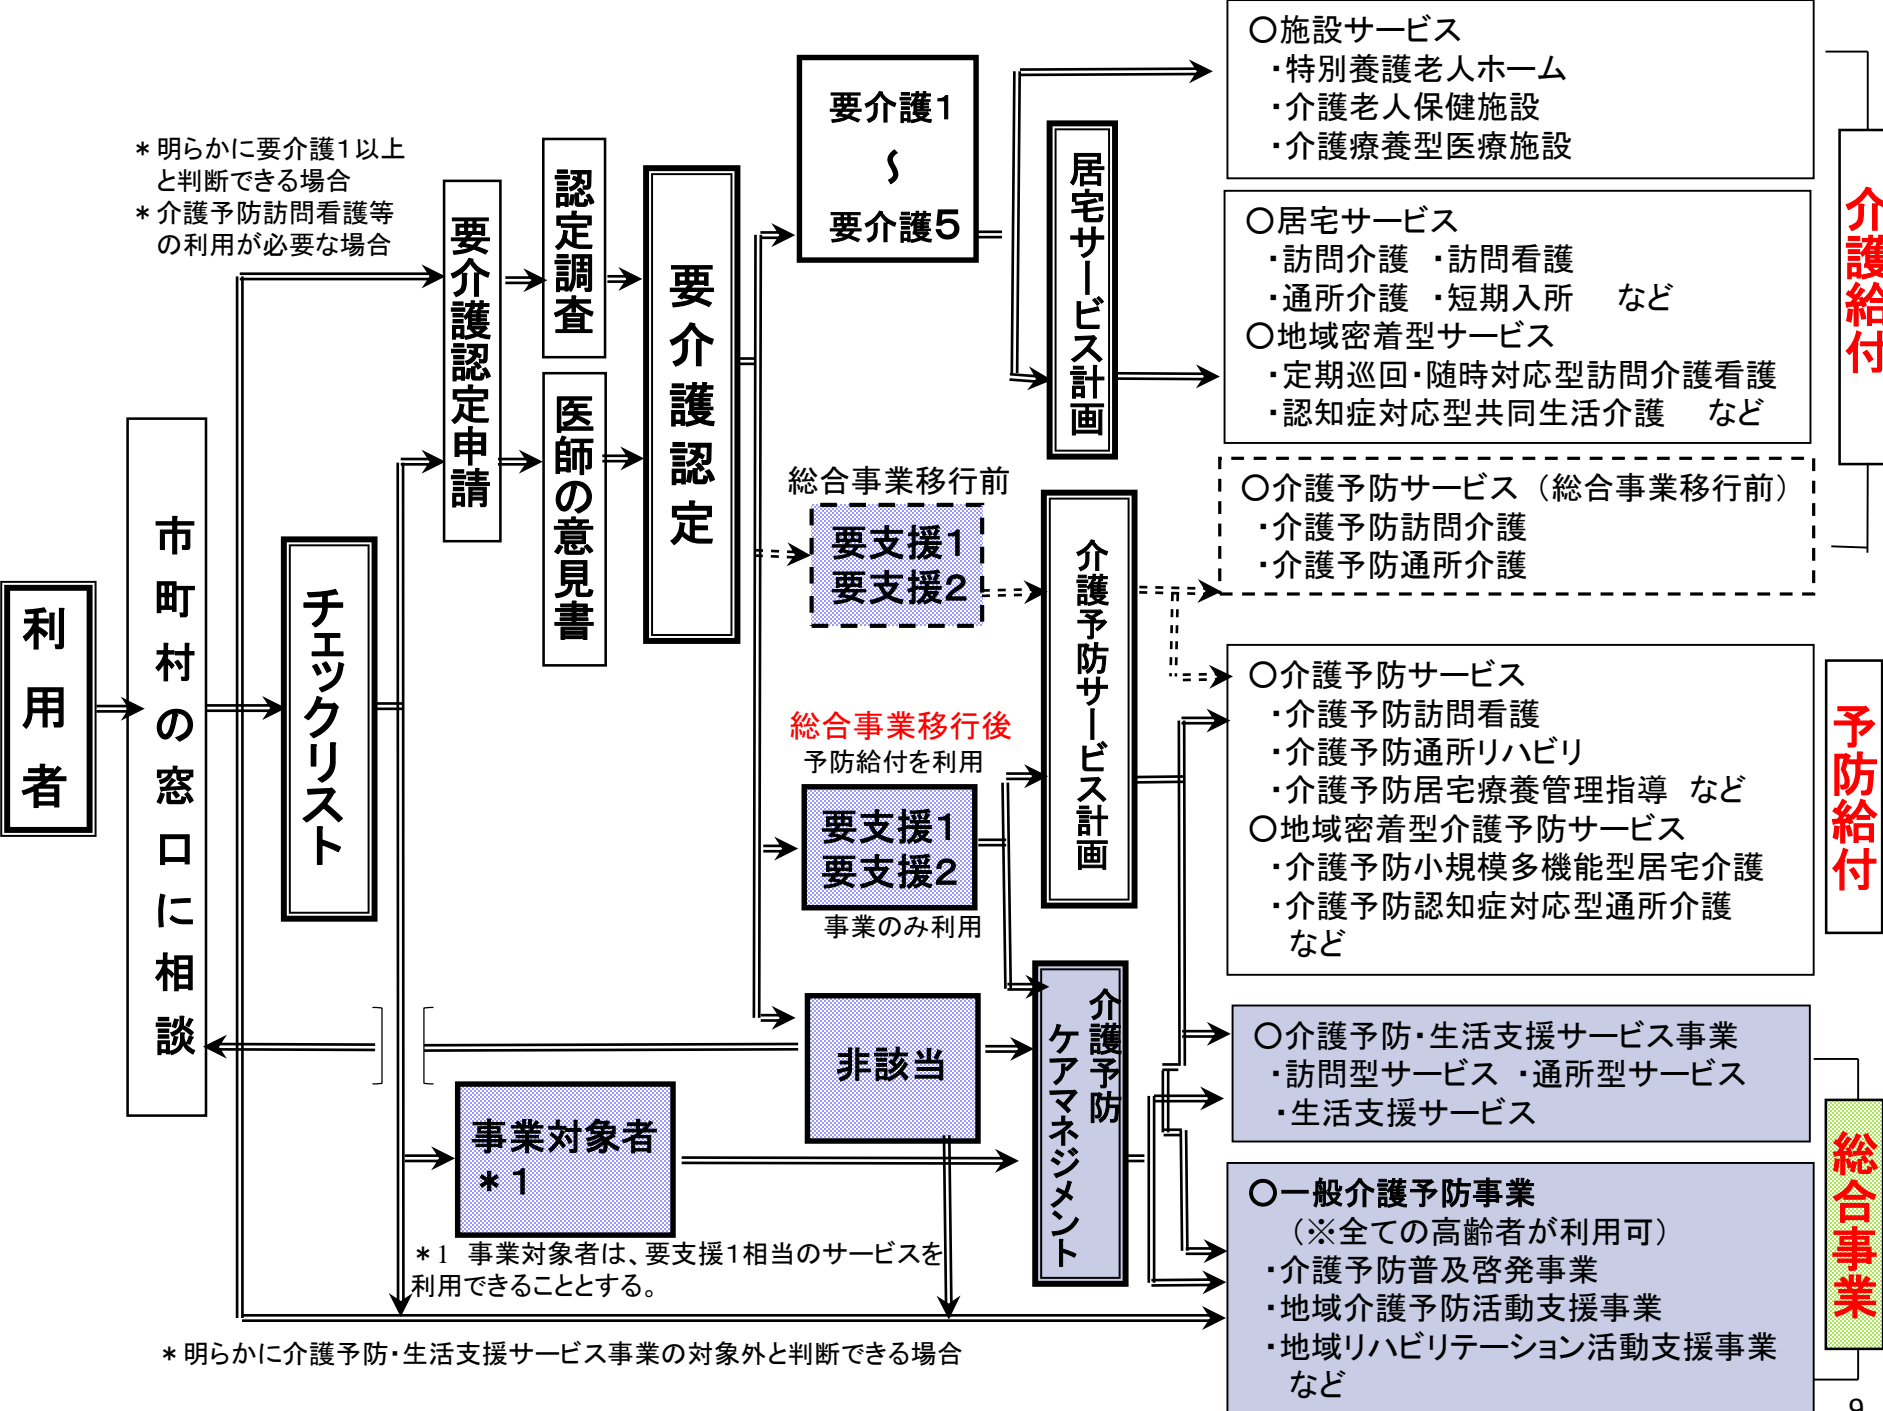 利用者
市町村の窓口に相談
＊明らかに要介護１以上
と判断できる場合
＊介護予防訪問看護等
の利用が必要な場合
チェックリスト
要介護認定申請
認定調査
医師の意見書
要介護認定
要介護１
～
要介護５
総合事業移行前
要支援１
要支援２
総合事業移行後
予防給付を利用
要支援１
要支援２
事業のみ利用
非該当
事業対象者
＊１
＊1　事業対象者は、要支援１相当のサービスを
利用できることとする。
＊明らかに介護予防・生活支援サービス事業の対象外と判断できる場合
居宅サービス計画
介護予防サービス計画
介護予防
ケアマネジメント
○施設サービス
・特別養護老人ホーム
・介護老人保健施設
・介護療養型医療施設
○居宅サービス
・訪問介護　・訪問看護
・通所介護　・短期入所　など
○地域密着型サービス
・定期巡回・随時対応型訪問介護看護
・認知症対応型共同生活介護　など
○介護予防サービス（総合事業移行前）
・介護予防訪問介護
・介護予防通所介護
○介護予防サービス
・介護予防訪問看護
・介護予防通所リハビリ
・介護予防居宅療養管理指導　など
○地域密着型介護予防サービス
・介護予防小規模多機能型居宅介護
・介護予防認知症対応型通所介護
など
○介護予防・生活支援サービス事業
・訪問型サービス　・通所型サービス
・生活支援サービス
○一般介護予防事業
（※全ての高齢者が利用可）
・介護予防普及啓発事業
・地域介護予防活動支援事業
・地域リハビリテーション活動支援事業
など
介護給付
予防給付
総合事業
9